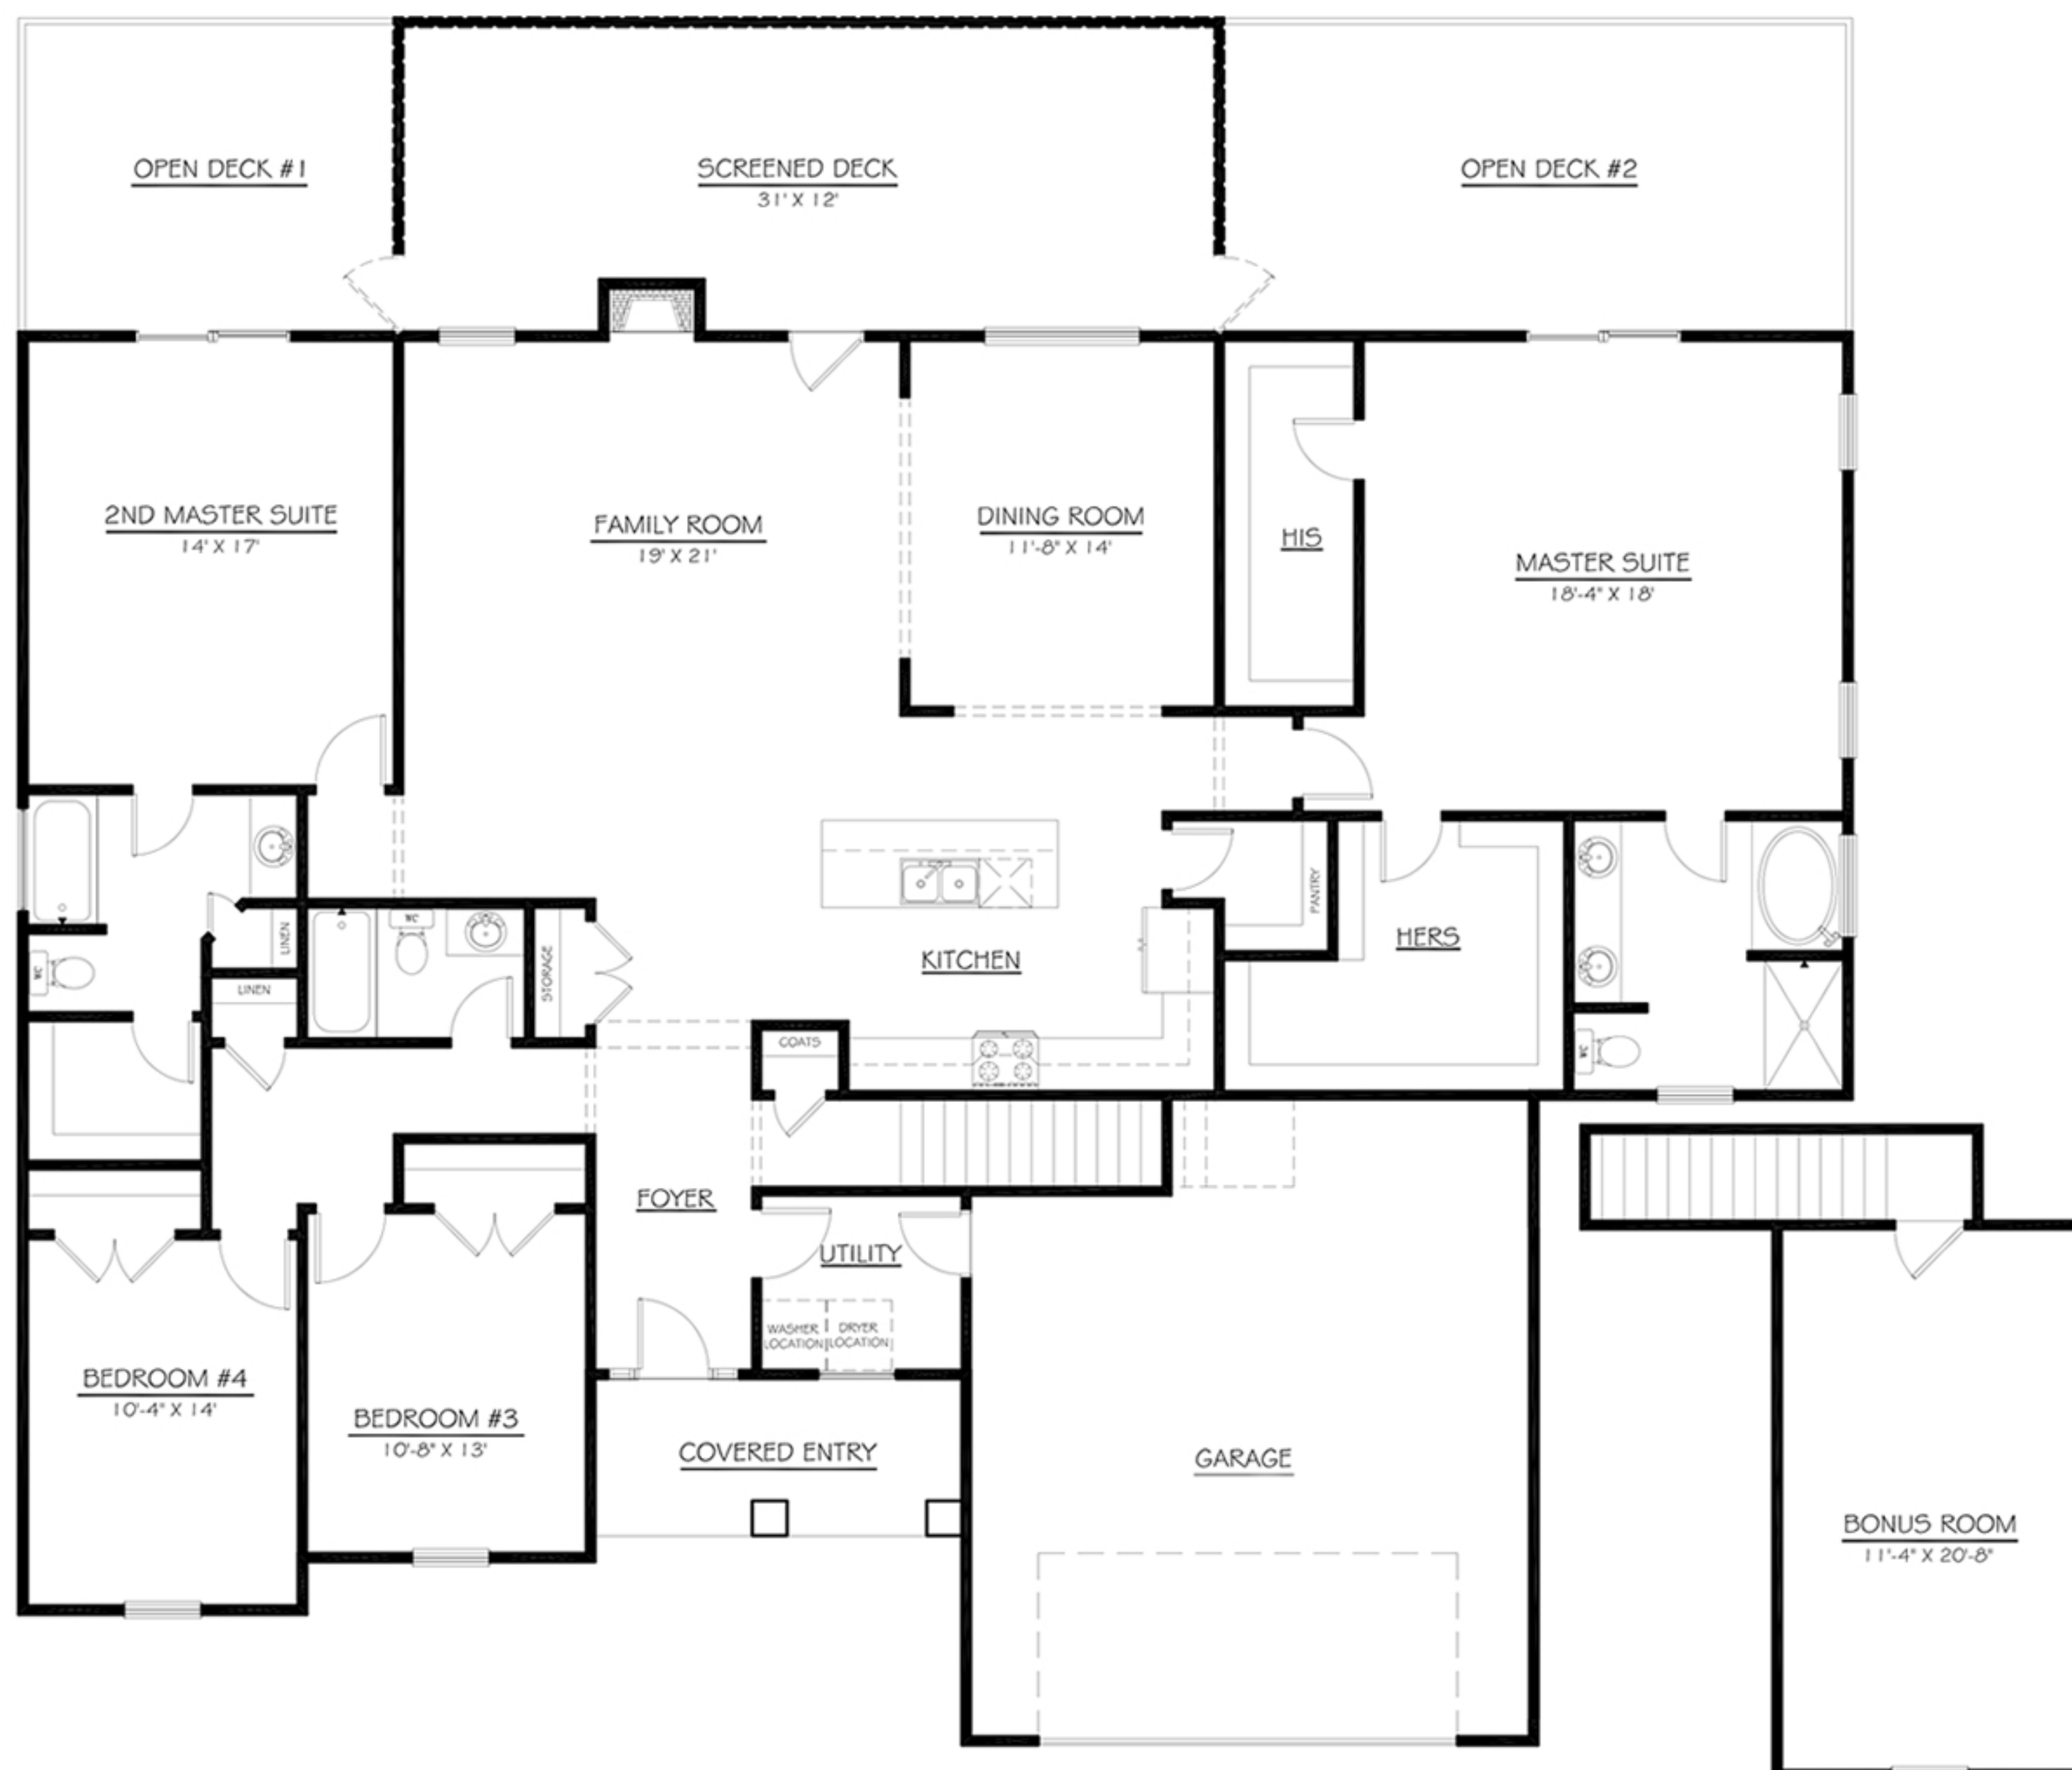 OPEN DECK #1
SCREENED DECK
31' X 12'
OPEN DECK #2
2ND MASTER SUITE
14' X 17'
FAMILY ROOM
19' X 21'
DINING ROOM
11'-8" X 14'
HIS
MASTER SUITE
18'-4" X 18'
PANTRY
HERS
KITCHEN
LINEN
LINEN
WC
WC
STORAGE
COATS
WC
FOYER
UTILITY
WASHER LOCATION
DRYER LOCATION
BEDROOM #4
10'-4" X 14'
BEDROOM #3
10'-8" X 13'
COVERED ENTRY
GARAGE
BONUS ROOM
11'-4" X 20'-8"